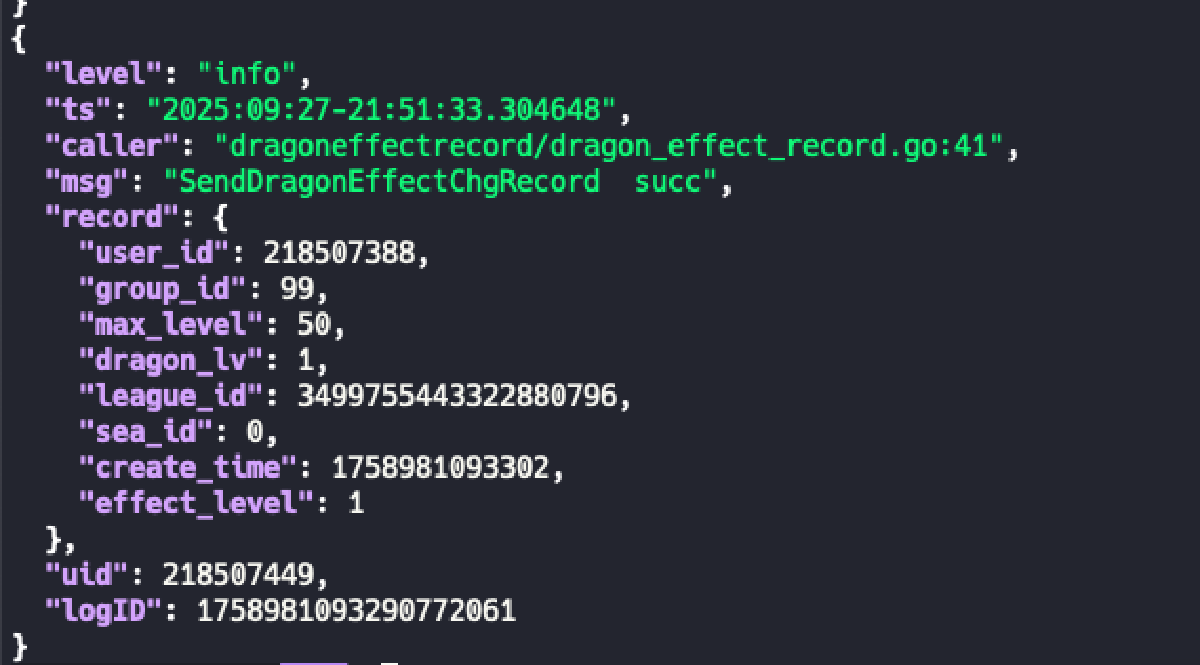 }
{
  "level": "info",
  "ts": "2025:09:27-21:51:33.304648",
  "caller": "dragoneffectrecord/dragon_effect_record.go:41",
  "msg": "SendDragonEffectChgRecord  succ",
  "record": {
    "user_id": 218507388,
    "group_id": 99,
    "max_level": 50,
    "dragon_lv": 1,
    "league_id": 3499755443322880796,
    "sea_id": 0,
    "create_time": 1758981093302,
    "effect_level": 1
  },
  "uid": 218507449,
  "logID": 1758981093290772061
}